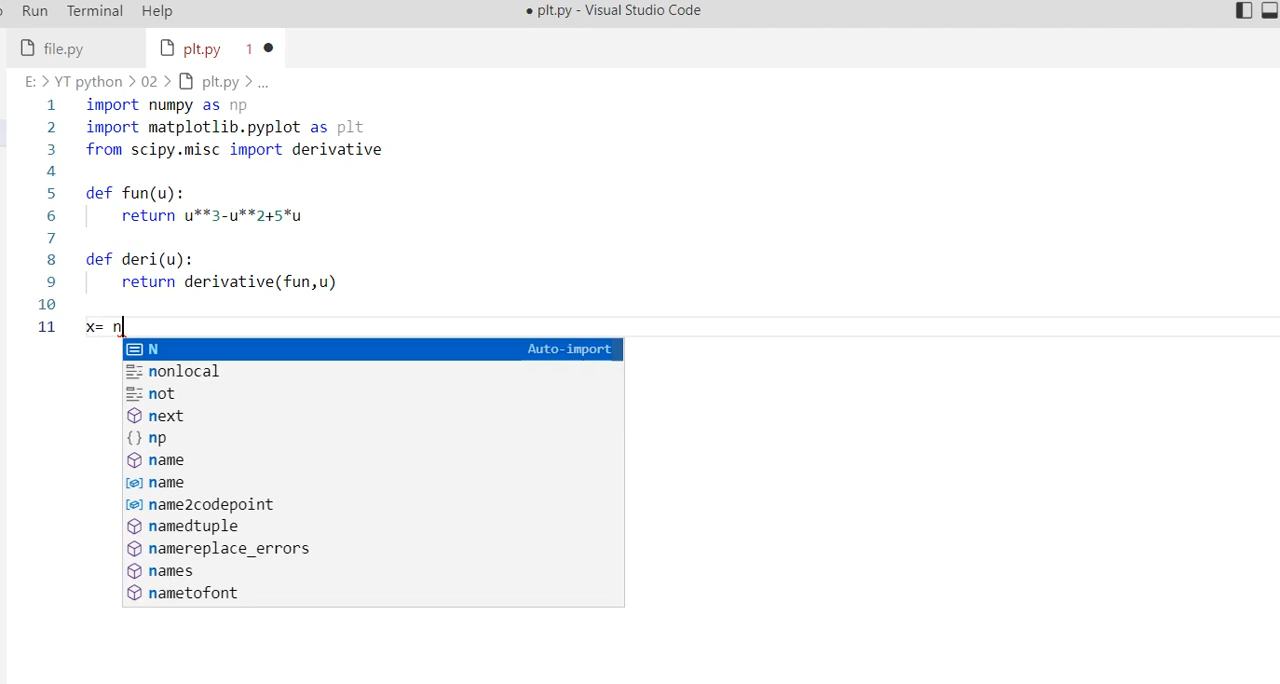 Run Terminal Help ● plt.py - Visual Studio Code
file.py plt.py 1 ●
E: > YT python > 02 > plt.py > ...
1 import numpy as np
2 import matplotlib.pyplot as plt
3 from scipy.misc import derivative
4
5 def fun(u):
6     return u**3-u**2+5*u
7
8 def deri(u):
9     return derivative(fun,u)
10
11 x= n
N Auto-import
nonlocal
not
next
{} np
name
name
name2codepoint
namedtuple
namereplace_errors
names
nametofont